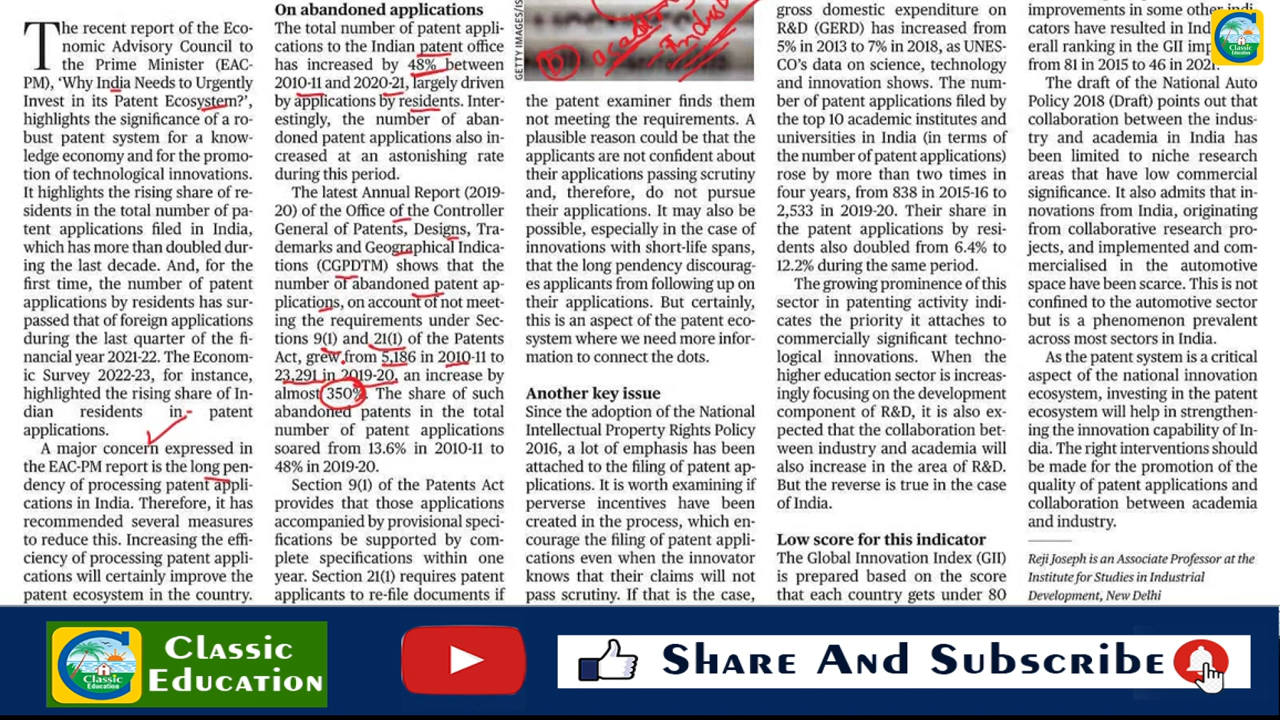 The recent report of the Eco-
nomic Advisory Council to
the Prime Minister (EAC-
PM), 'Why India Needs to Urgently
Invest in its Patent Ecosystem?',
highlights the significance of a ro-
bust patent system for a know-
ledge economy and for the promo-
tion of technological innovations.
It highlights the rising share of re-
sidents in the total number of pa-
tent applications filed in India,
which has more than doubled dur-
ing the last decade. And, for the
first time, the number of patent
applications by residents has sur-
passed that of foreign applications
during the last quarter of the fi-
nancial year 2021-22. The Econom-
ic Survey 2022-23, for instance,
highlighted the rising share of In-
dian residents in patent
applications.
A major concern expressed in
the EAC-PM report is the long pen-
dency of processing patent appli-
cations in India. Therefore, it has
recommended several measures
to reduce this. Increasing the effi-
ciency of processing patent appli-
cations will certainly improve the
patent ecosystem in the country.
On abandoned applications
The total number of patent appli-
cations to the Indian patent office
has increased by 48% between
2010-11 and 2020-21, largely driven
by applications by residents. Inter-
estingly, the number of aban-
doned patent applications also in-
creased at an astonishing rate
during this period.
The latest Annual Report (2019-
20) of the Office of the Controller
General of Patents, Designs, Tra-
demarks and Geographical Indica-
tions (CGPDTM) shows that the
number of abandoned patent ap-
plications, on account of not meet-
ing the requirements under Sec-
tions 9(1) and 21(1) of the Patents
Act, grew from 5,186 in 2010-11 to
23,291 in 2019-20, an increase by
almost 350%. The share of such
abandoned patents in the total
number of patent applications
soared from 13.6% in 2010-11 to
48% in 2019-20.
Section 9(1) of the Patents Act
provides that those applications
accompanied by provisional speci-
fications be supported by com-
plete specifications within one
year. Section 21(1) requires patent
applicants to re-file documents if
GETTY IMAGES/IS
the patent examiner finds them
not meeting the requirements. A
plausible reason could be that the
applicants are not confident about
their applications passing scrutiny
and, therefore, do not pursue
their applications. It may also be
possible, especially in the case of
innovations with short-life spans,
that the long pendency discourag-
es applicants from following up on
their applications. But certainly,
this is an aspect of the patent eco-
system where we need more infor-
mation to connect the dots.
Another key issue
Since the adoption of the National
Intellectual Property Rights Policy
2016, a lot of emphasis has been
attached to the filing of patent ap-
plications. It is worth examining if
perverse incentives have been
created in the process, which en-
courage the filing of patent appli-
cations even when the innovator
knows that their claims will not
pass scrutiny. If that is the case,
gross domestic expenditure on
R&D (GERD) has increased from
5% in 2013 to 7% in 2018, as UNES-
CO's data on science, technology
and innovation shows. The num-
ber of patent applications filed by
the top 10 academic institutes and
universities in India (in terms of
the number of patent applications)
rose by more than two times in
four years, from 838 in 2015-16 to
2,533 in 2019-20. Their share in
the patent applications by resi-
dents also doubled from 6.4% to
12.2% during the same period.
The growing prominence of this
sector in patenting activity indi-
cates the priority it attaches to
commercially significant techno-
logical innovations. When the
higher education sector is increas-
ingly focusing on the development
component of R&D, it is also ex-
pected that the collaboration bet-
ween industry and academia will
also increase in the area of R&D.
But the reverse is true in the case
of India.
Low score for this indicator
The Global Innovation Index (GII)
is prepared based on the score
that each country gets under 80
improvements in some other indi-
cators have resulted in Ind
erall ranking in the GII imp
from 81 in 2015 to 46 in 2021.
The draft of the National Auto
Policy 2018 (Draft) points out that
collaboration between the indus-
try and academia in India has
been limited to niche research
areas that have low commercial
significance. It also admits that in-
novations from India, originating
from collaborative research pro-
jects, and implemented and com-
mercialised in the automotive
space have been scarce. This is not
confined to the automotive sector
but is a phenomenon prevalent
across most sectors in India.
As the patent system is a critical
aspect of the national innovation
ecosystem, investing in the patent
ecosystem will help in strengthen-
ing the innovation capability of In-
dia. The right interventions should
be made for the promotion of the
quality of patent applications and
collaboration between academia
and industry.
Reji Joseph is an Associate Professor at the
Institute for Studies in Industrial
Development, New Delhi
Classic
Education
Classic
Education
Classic
Education
Share And Subscribe